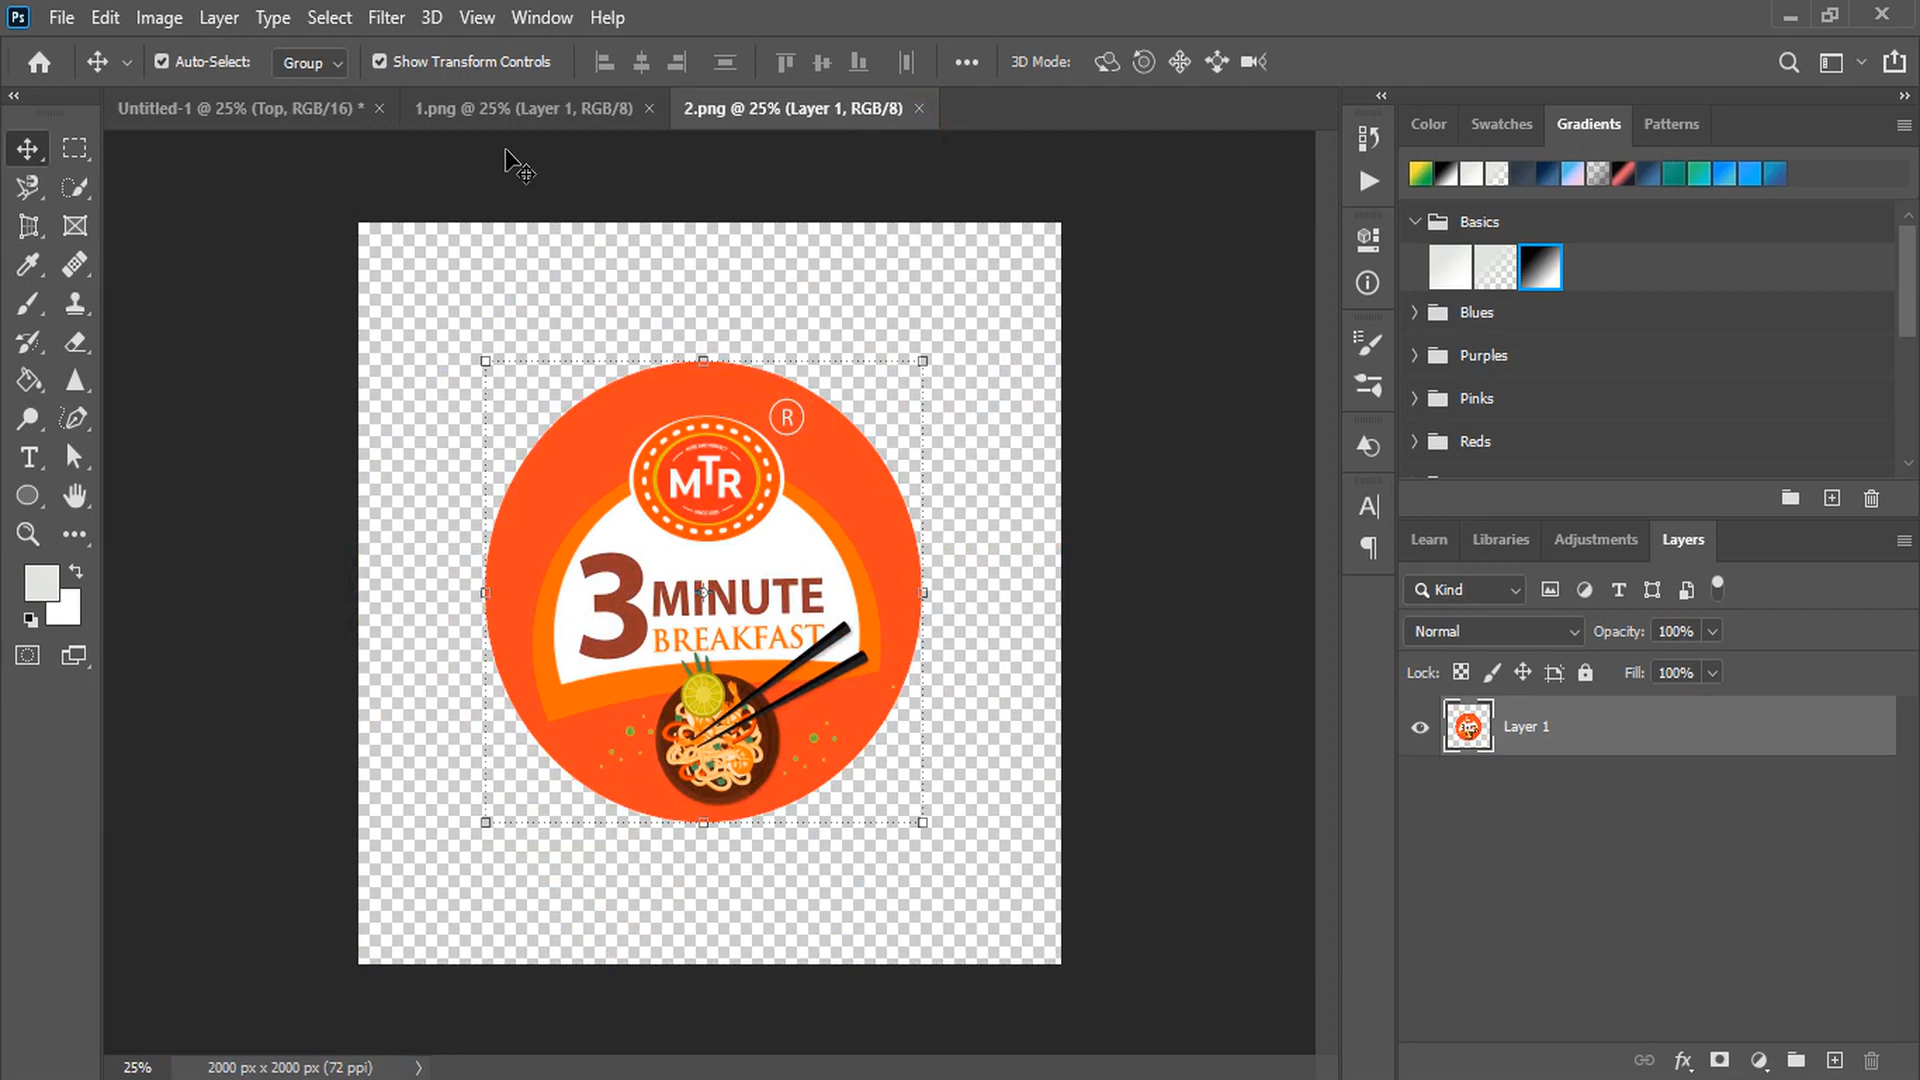 Ps File Edit Image Layer Type Select Filter 3D View Window Help
Auto-Select: Group Show Transform Controls 3D Mode:
Untitled-1 @ 25% (Top, RGB/16) * 1.png @ 25% (Layer 1, RGB/8) 2.png @ 25% (Layer 1, RGB/8)
Color Swatches Gradients Patterns
Basics
Blues
Purples
Pinks
Reds
R
MTR
3 MINUTE
BREAKFAST
Learn Libraries Adjustments Layers
Kind
Normal Opacity: 100%
Lock: Fill: 100%
Layer 1
25% 2000 px x 2000 px (72 ppi)